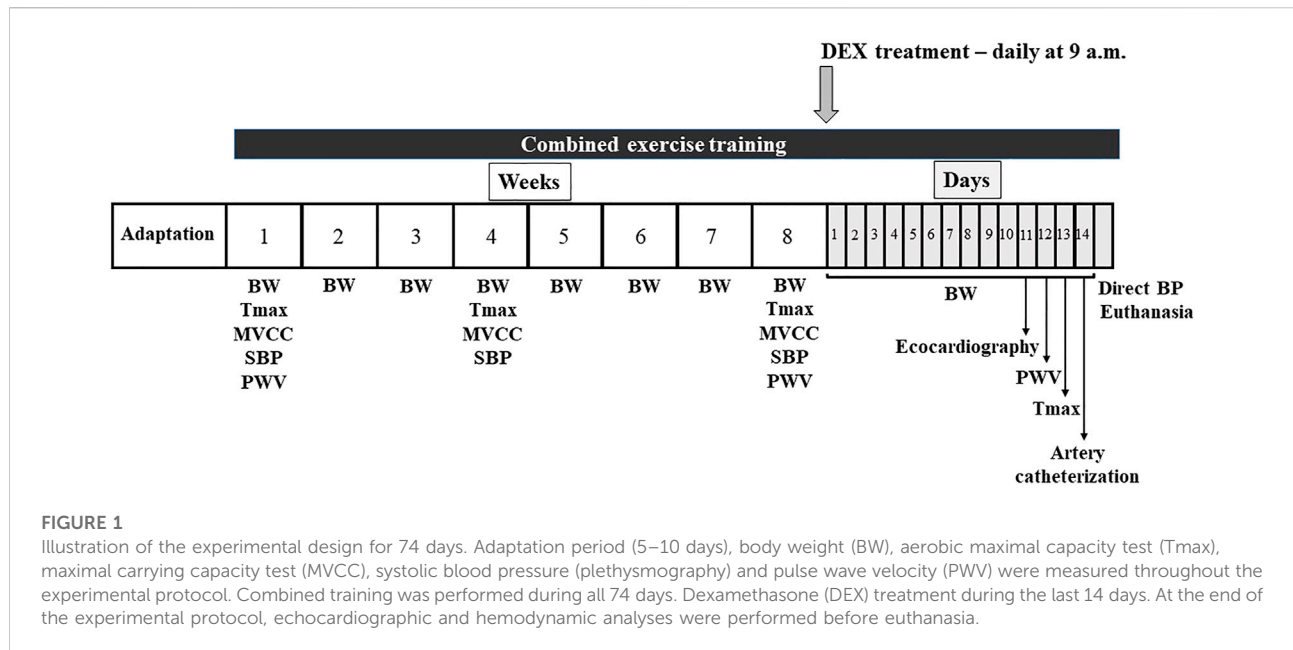 DEX treatment – daily at 9 a.m.
Combined exercise training
Weeks
Days
Adaptation 1 2 3 4 5 6 7 8 1 2 3 4 5 6 7 8 9 10 11 12 13 14
BW BW BW BW BW BW BW BW BW Direct BP
Tmax Tmax Tmax Euthanasia
MVCC MVCC MVCC
SBP SBP SBP Ecocardiography
PWV PWV PWV
Tmax
Artery
catheterization
FIGURE 1
Illustration of the experimental design for 74 days. Adaptation period (5–10 days), body weight (BW), aerobic maximal capacity test (Tmax),
maximal carrying capacity test (MVCC), systolic blood pressure (plethysmography) and pulse wave velocity (PWV) were measured throughout the
experimental protocol. Combined training was performed during all 74 days. Dexamethasone (DEX) treatment during the last 14 days. At the end of
the experimental protocol, echocardiographic and hemodynamic analyses were performed before euthanasia.